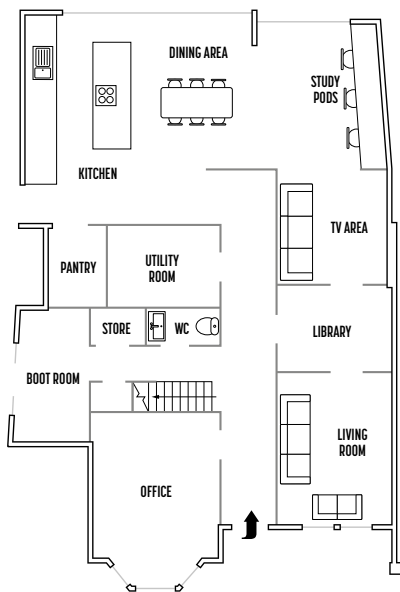 DINING AREA
STUDY
PODS
KITCHEN
TV AREA
PANTRY
UTILITY
ROOM
STORE
WC
LIBRARY
BOOT ROOM
LIVING
ROOM
OFFICE